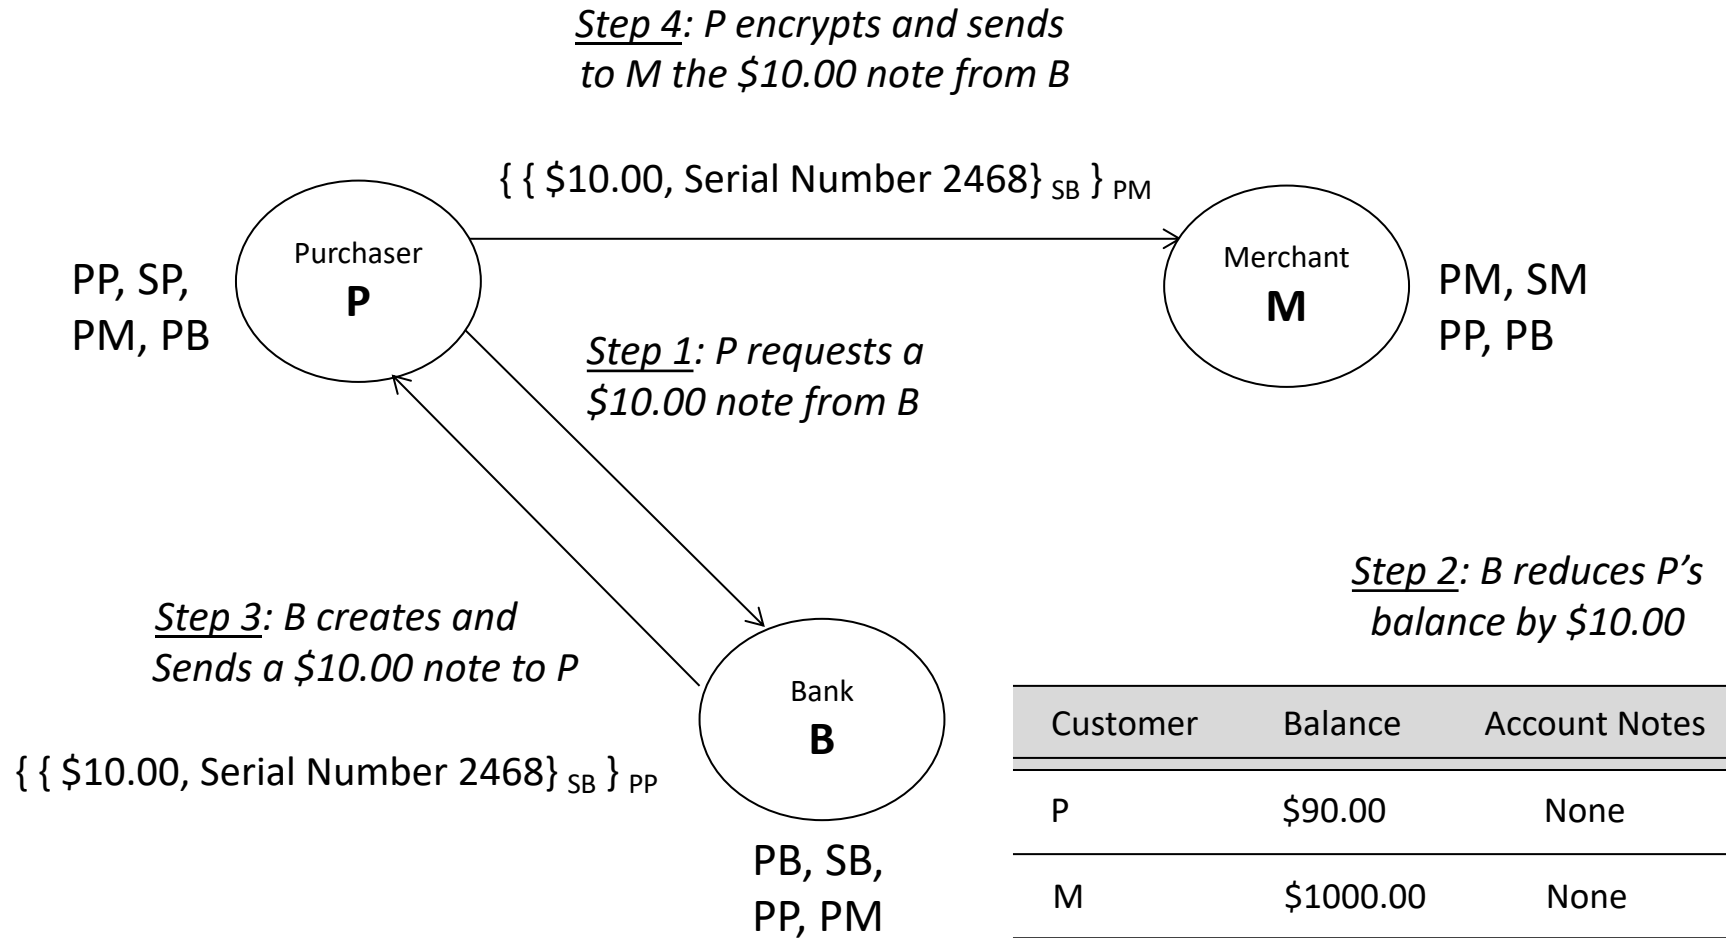 Step 4: P encrypts and sends
to M the $10.00 note from B
{ { $10.00, Serial Number 2468} SB } PM
Purchaser
P
PP, SP,
PM, PB
Merchant
M
PM, SM
PP, PB
Step 1: P requests a
$10.00 note from B
Step 3: B creates and
Sends a $10.00 note to P
{ { $10.00, Serial Number 2468} SB } PP
Bank
B
PB, SB,
PP, PM
Step 2: B reduces P’s
balance by $10.00
Customer Balance Account Notes
P $90.00 None
M $1000.00 None